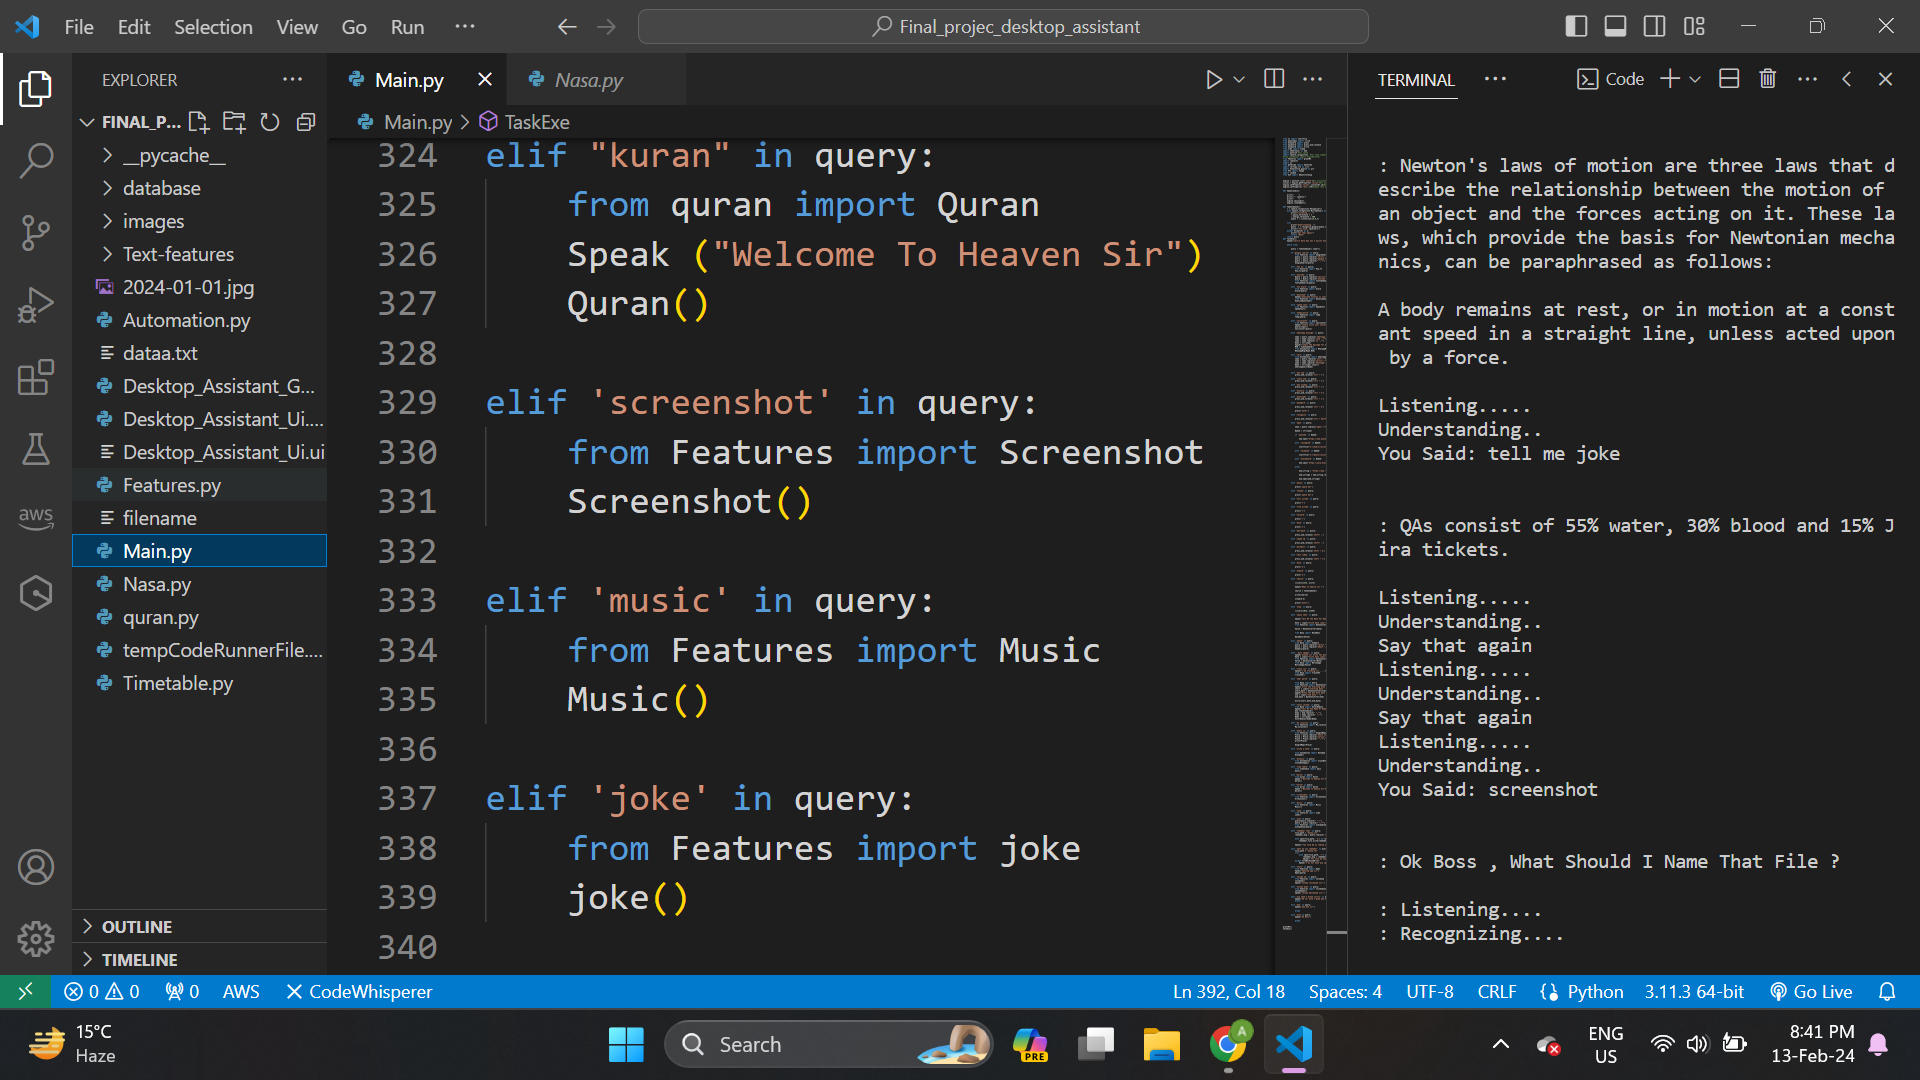 File Edit Selection View Go Run ···
Final_projec_desktop_assistant
EXPLORER
FINAL_P...
__pycache__
database
images
Text-features
2024-01-01.jpg
Automation.py
dataa.txt
Desktop_Assistant_G...
Desktop_Assistant_Ui....
Desktop_Assistant_Ui.ui
Features.py
filename
Main.py
Nasa.py
quran.py
tempCodeRunnerFile....
Timetable.py
OUTLINE
TIMELINE
aws
Main.py
Nasa.py
Main.py > TaskExe
324 elif "kuran" in query:
325 from quran import Quran
326 Speak ("Welcome To Heaven Sir")
327 Quran()
328
329 elif 'screenshot' in query:
330 from Features import Screenshot
331 Screenshot()
332
333 elif 'music' in query:
334 from Features import Music
335 Music()
336
337 elif 'joke' in query:
338 from Features import joke
339 joke()
340
TERMINAL
Code
: Newton's laws of motion are three laws that d
escribe the relationship between the motion of
an object and the forces acting on it. These la
ws, which provide the basis for Newtonian mecha
nics, can be paraphrased as follows:
A body remains at rest, or in motion at a const
ant speed in a straight line, unless acted upon
by a force.
Listening.....
Understanding..
You Said: tell me joke
: QAs consist of 55% water, 30% blood and 15% J
ira tickets.
Listening.....
Understanding..
Say that again
Listening.....
Understanding..
Say that again
Listening.....
Understanding..
You Said: screenshot
: Ok Boss , What Should I Name That File ?
: Listening....
: Recognizing....
0 0 0 AWS CodeWhisperer
Ln 392, Col 18 Spaces: 4 UTF-8 CRLF Python 3.11.3 64-bit Go Live
15°C
Haze
Search
PRE
A
ENG
US
8:41 PM
13-Feb-24